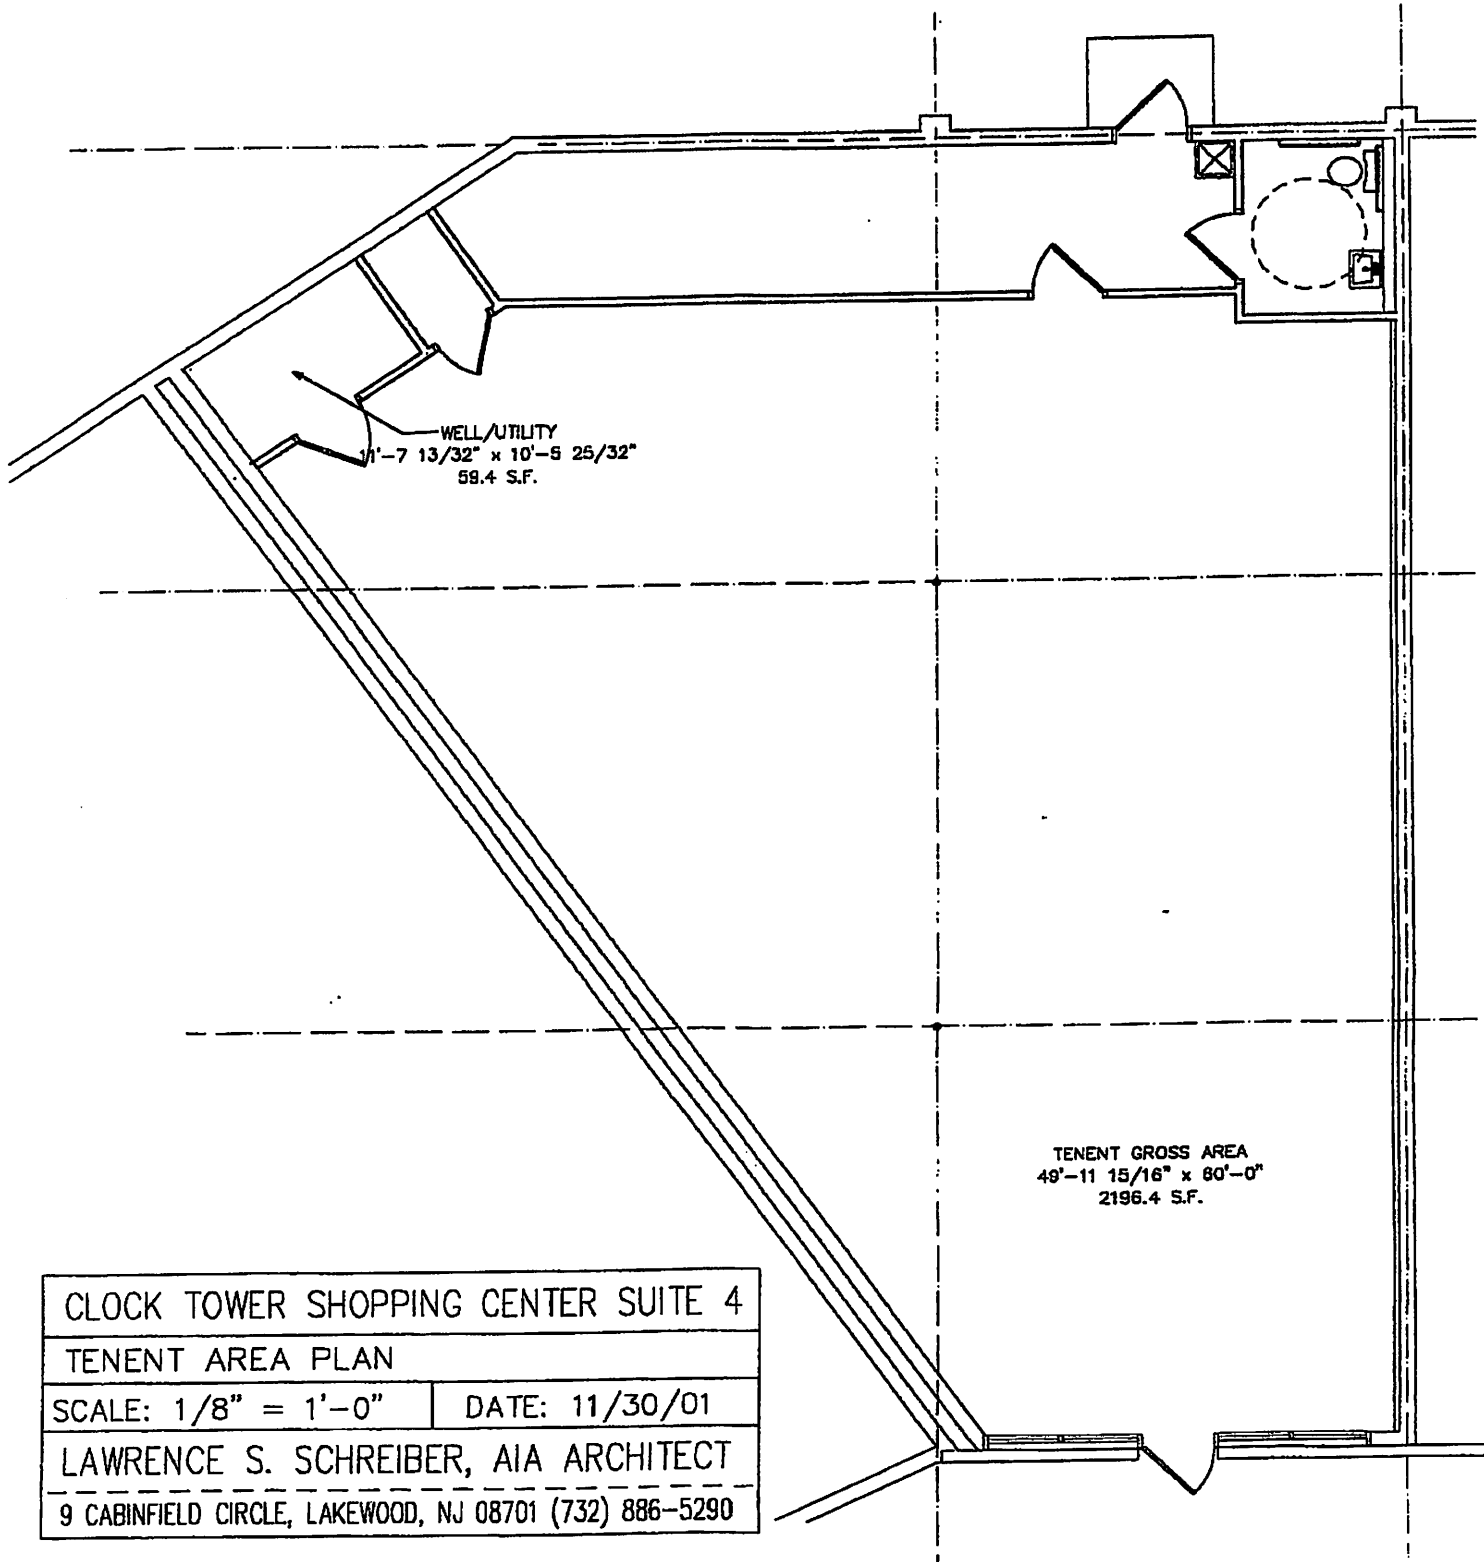 WELL/UTILITY
11'-7 13/32" x 10'-5 25/32"
59.4 S.F.
TENENT GROSS AREA
49'-11 15/16" x 60'-0"
2196.4 S.F.
CLOCK TOWER SHOPPING CENTER SUITE 4
TENENT AREA PLAN
SCALE: 1/8" = 1'-0"
DATE: 11/30/01
LAWRENCE S. SCHREIBER, AIA ARCHITECT
9 CABINFIELD CIRCLE, LAKEWOOD, NJ 08701 (732) 886-5290